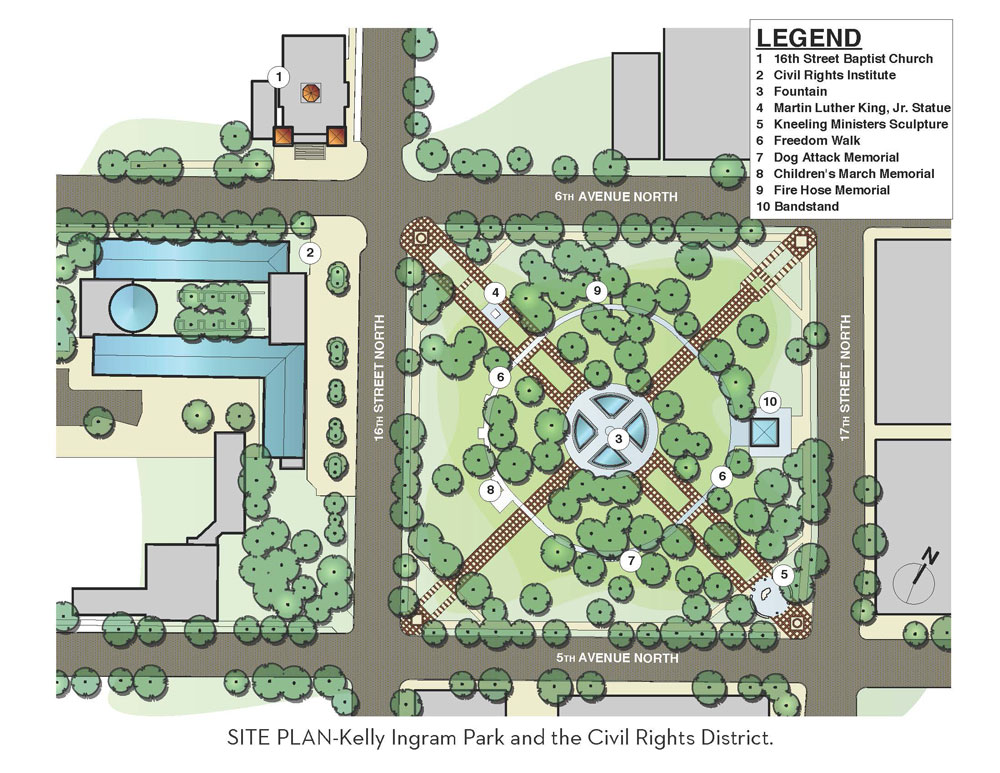 LEGEND
1 16th Street Baptist Church
2 Civil Rights Institute
3 Fountain
4 Martin Luther King, Jr. Statue
5 Kneeling Ministers Sculpture
6 Freedom Walk
7 Dog Attack Memorial
8 Children's March Memorial
9 Fire Hose Memorial
10 Bandstand
1
6TH AVENUE NORTH
2
4
9
16TH STREET NORTH
17TH STREET NORTH
6
10
3
6
8
7
5
N
5TH AVENUE NORTH
SITE PLAN-Kelly Ingram Park and the Civil Rights District.